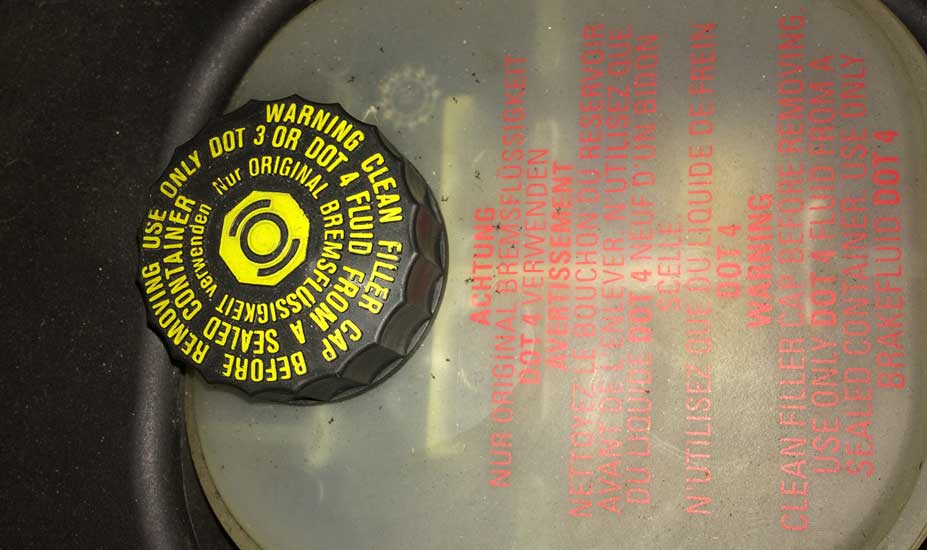 WARNING CLEAN FILLER CAP BEFORE REMOVING USE ONLY
DOT 3 OR DOT 4 FLUID FROM A SEALED CONTAINER
Nur ORIGINAL BREMSFLÜSSIGKEIT verwenden
ACHTUNG
NUR ORIGINAL BREMSFLÜSSIGKEIT
DOT 4 VERWENDEN
AVERTISSEMENT
NETTOYEZ LE BOUCHON DU RESERVOIR
AVANT DE L'ENLEVER N'UTILISEZ QUE
DU LIQUIDE DOT 4 NEUF D'UN BIDON
SCELLE
N'UTILISEZ QUE DU LIQUIDE DE FREIN
DOT 4
WARNING
CLEAN FILLER CAP BEFORE REMOVING.
USE ONLY DOT 4 FLUID FROM A
SEALED CONTAINER. USE ONLY
BRAKEFLUID DOT 4